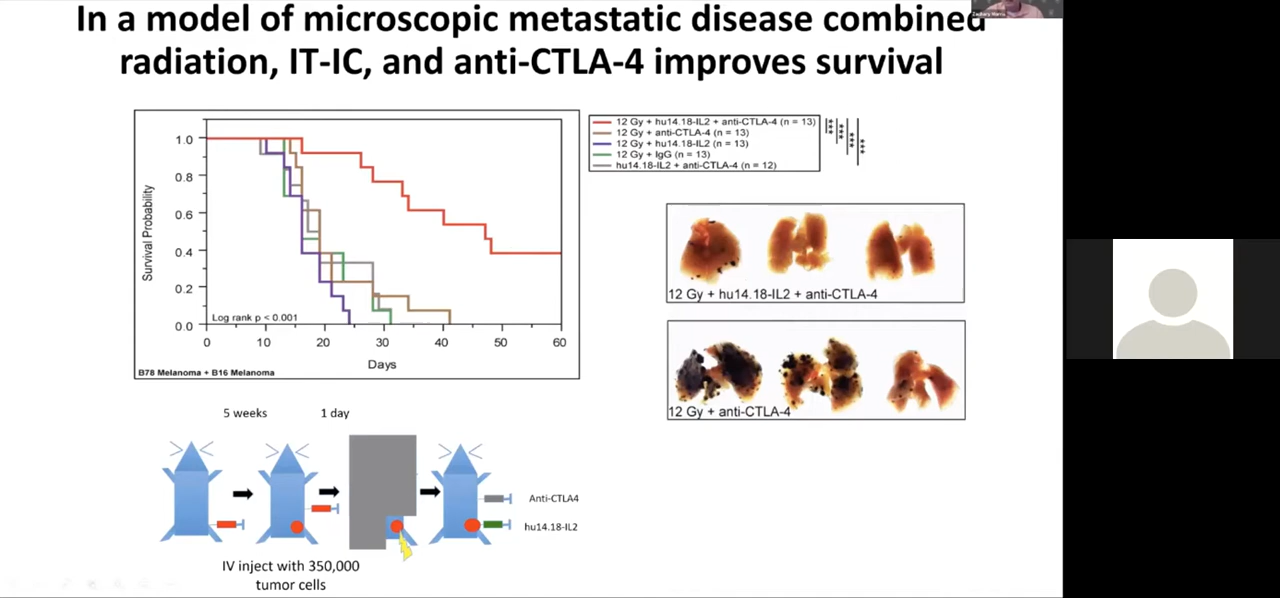 In a model of microscopic metastatic disease combined
radiation, IT-IC, and anti-CTLA-4 improves survival
Survival Probability
1.0
0.8
0.6
0.4
0.2
0.0
Log rank p < 0.001
0
10
20
30
40
50
60
Days
B78 Melanoma + B16 Melanoma
12 Gy + hu14.18-IL2 + anti-CTLA-4 (n = 13)
12 Gy + anti-CTLA-4 (n = 13)
12 Gy + hu14.18-IL2 (n = 13)
12 Gy + IgG (n = 13)
hu14.18-IL2 + anti-CTLA-4 (n = 12)
***
***
***
***
12 Gy + hu14.18-IL2 + anti-CTLA-4
12 Gy + anti-CTLA-4
5 weeks
1 day
Anti-CTLA4
hu14.18-IL2
IV inject with 350,000
tumor cells